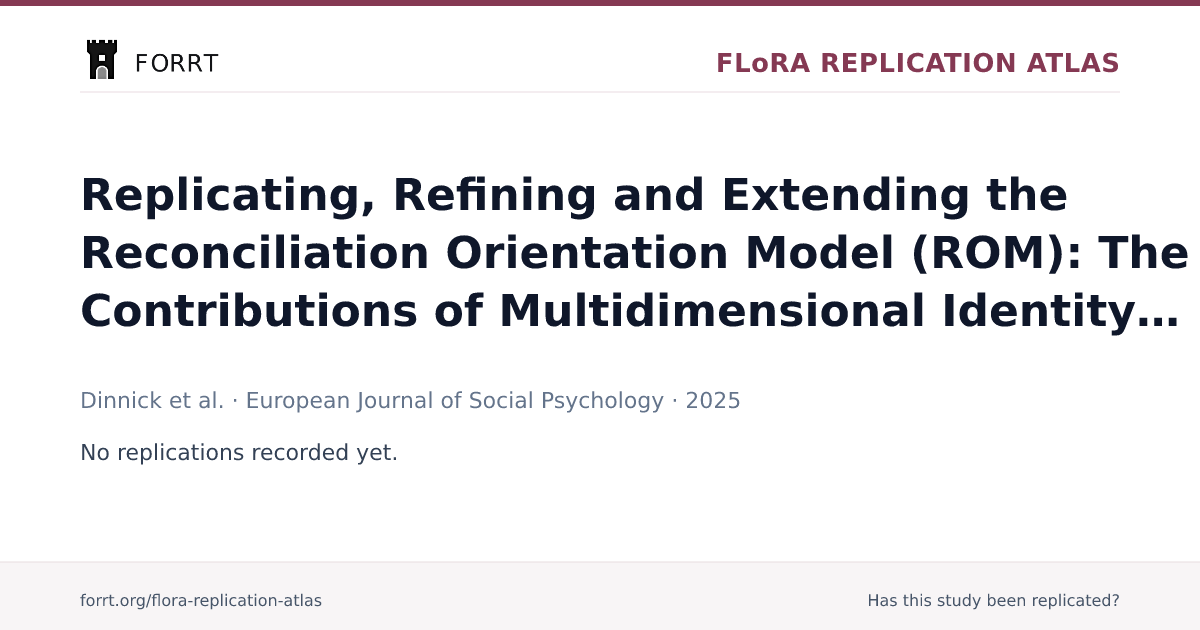 FORRT
FLoRA REPLICATION ATLAS
Replicating, Refining and Extending the
Reconciliation Orientation Model (ROM): The
Contributions of Multidimensional Identity…
Dinnick et al. · European Journal of Social Psychology · 2025
No replications recorded yet.
forrt.org/flora-replication-atlas
Has this study been replicated?